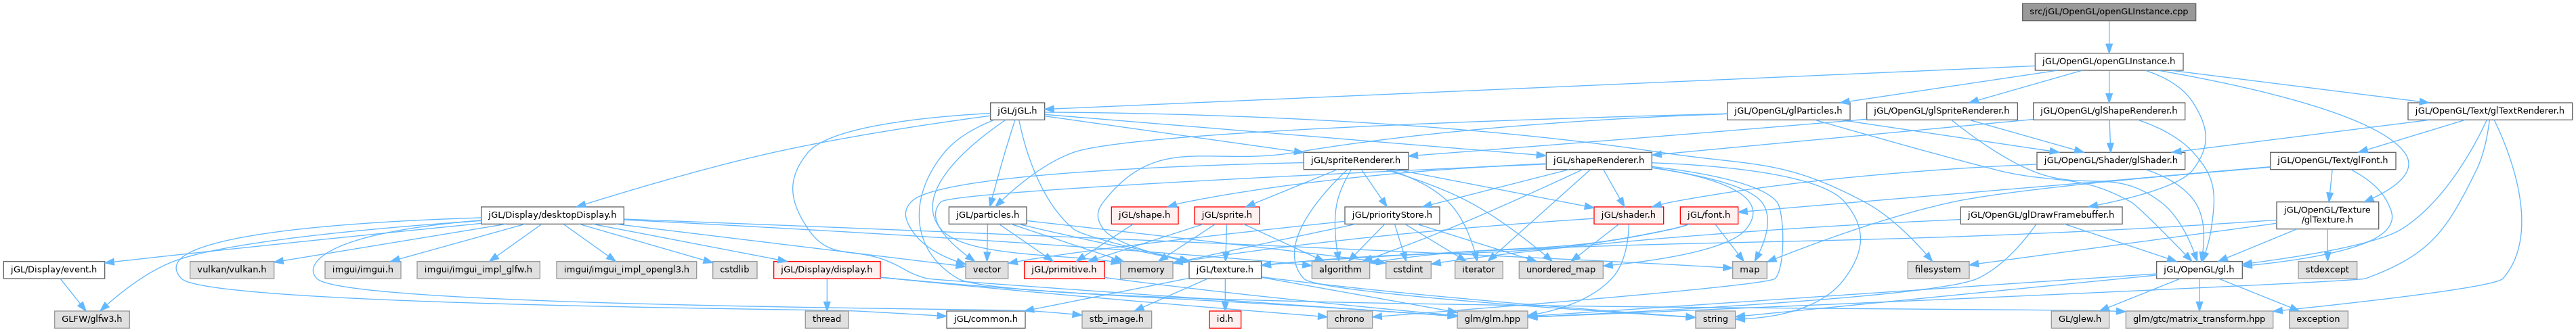 src/jGL/OpenGL/openGLInstance.cpp
jGL/OpenGL/openGLInstance.h
jGL/jGL.h
jGL/OpenGL/glParticles.h
jGL/OpenGL/glSpriteRenderer.h
jGL/OpenGL/glShapeRenderer.h
jGL/OpenGL/Text/glTextRenderer.h
jGL/spriteRenderer.h
jGL/shapeRenderer.h
jGL/OpenGL/Shader/glShader.h
jGL/OpenGL/Text/glFont.h
jGL/Display/desktopDisplay.h
jGL/particles.h
jGL/shape.h
jGL/sprite.h
jGL/priorityStore.h
jGL/shader.h
jGL/font.h
jGL/OpenGL/glDrawFramebuffer.h
jGL/OpenGL/Texture
/glTexture.h
jGL/Display/event.h
vulkan/vulkan.h
imgui/imgui.h
imgui/imgui_impl_glfw.h
imgui/imgui_impl_opengl3.h
cstdlib
jGL/Display/display.h
vector
jGL/primitive.h
memory
jGL/texture.h
algorithm
cstdint
iterator
unordered_map
map
filesystem
jGL/OpenGL/gl.h
stdexcept
GLFW/glfw3.h
thread
jGL/common.h
stb_image.h
id.h
chrono
glm/glm.hpp
string
GL/glew.h
glm/gtc/matrix_transform.hpp
exception